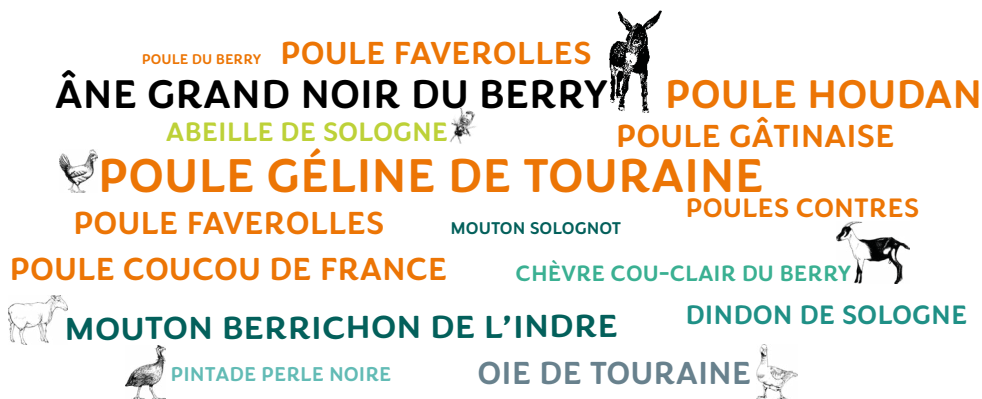 POULE DU BERRY
POULE FAVEROLLES
ÂNE GRAND NOIR DU BERRY
POULE HOUDAN
ABEILLE DE SOLOGNE
POULE GÂTINAISE
POULE GÉLINE DE TOURAINE
POULE FAVEROLLES
MOUTON SOLOGNOT
POULES CONTRES
POULE COUCOU DE FRANCE
CHÈVRE COU-CLAIR DU BERRY
MOUTON BERRICHON DE L'INDRE
DINDON DE SOLOGNE
PINTADE PERLE NOIRE
OIE DE TOURAINE